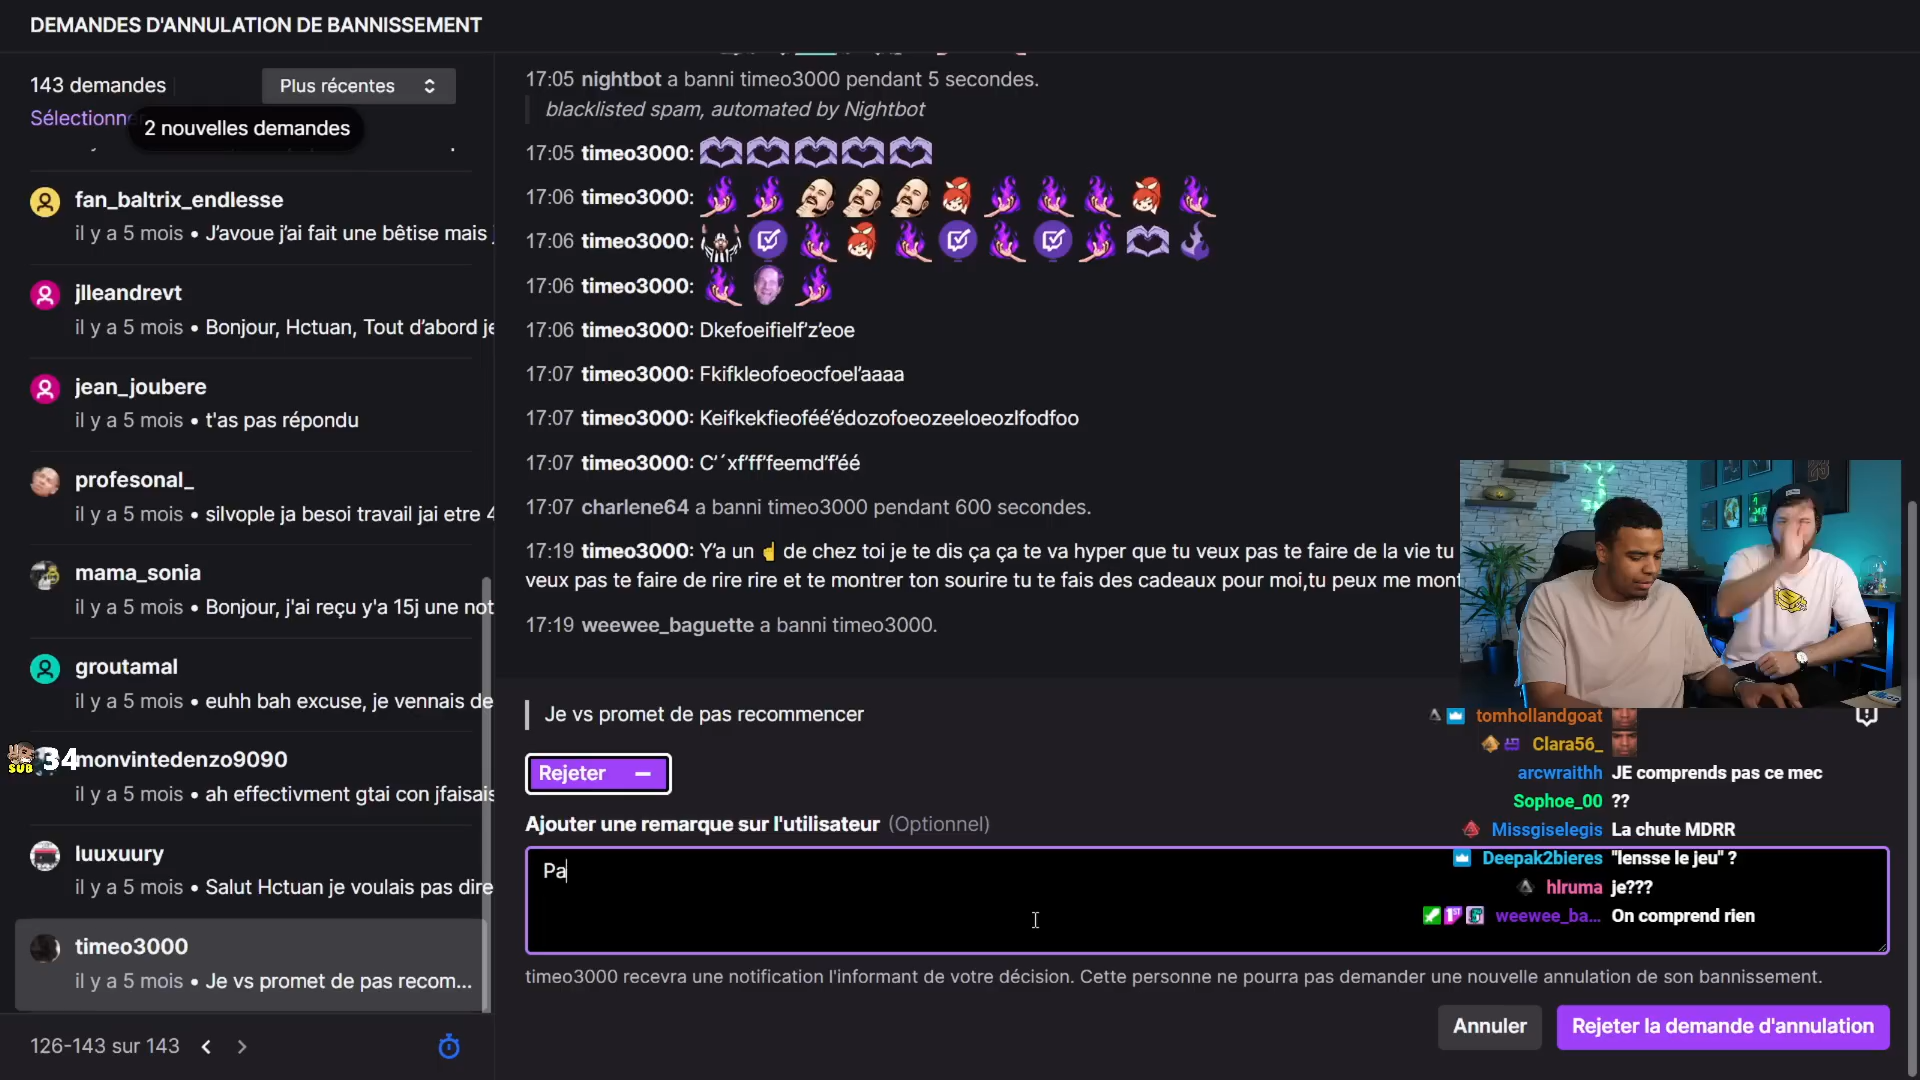 DEMANDES D'ANNULATION DE BANNISSEMENT
143 demandes
Plus récentes
2 nouvelles demandes
fan_baltrix_endlesse
il y a 5 mois • J'avoue j'ai fait une bêtise mais
jlleandrevt
il y a 5 mois • Bonjour, Hctuan, Tout d'abord je
jean_joubere
il y a 5 mois • t'as pas répondu
profesonal_
il y a 5 mois • silvople ja besoi travail jai etre 4
mama_sonia
il y a 5 mois • Bonjour, j'ai reçu y'a 15j une not
groutamal
il y a 5 mois • euhh bah excuse, je vennais de
SUB 34
monvintedenzo9090
il y a 5 mois • ah effectivment gtai con jfaisais
luuxuury
il y a 5 mois • Salut Hctuan je voulais pas dire
timeo3000
il y a 5 mois • Je vs promet de pas recom...
126-143 sur 143
17:05 nightbot a banni timeo3000 pendant 5 secondes.
blacklisted spam, automated by Nightbot
17:05 timeo3000:
17:06 timeo3000:
17:06 timeo3000:
17:06 timeo3000:
17:06 timeo3000: Dkefoeifielf'z'eoe
17:07 timeo3000: Fkifkleofoeocfoel'aaaa
17:07 timeo3000: Keifkekfieoféé'édozofoeozeeloeozlfodfoo
17:07 timeo3000: C'´xf'ff'feemd'f'éé
17:07 charlene64 a banni timeo3000 pendant 600 secondes.
17:19 timeo3000: Y'a un ☝ de chez toi je te dis ça ça te va hyper que tu veux pas te faire de la vie tu
veux pas te faire de rire rire et te montrer ton sourire tu te fais des cadeaux pour moi,tu peux me mont
17:19 weewee_baguette a banni timeo3000.
Je vs promet de pas recommencer
Rejeter —
Ajouter une remarque sur l'utilisateur (Optionnel)
Pa
timeo3000 recevra une notification l'informant de votre décision. Cette personne ne pourra pas demander une nouvelle annulation de son bannissement.
Annuler
Rejeter la demande d'annulation
tomhollandgoat
Clara56_
arcwraithh JE comprends pas ce mec
Sophoe_00 ??
Missgiselegis La chute MDRR
Deepak2bieres "lensse le jeu" ?
hlruma je???
weewee_ba... On comprend rien